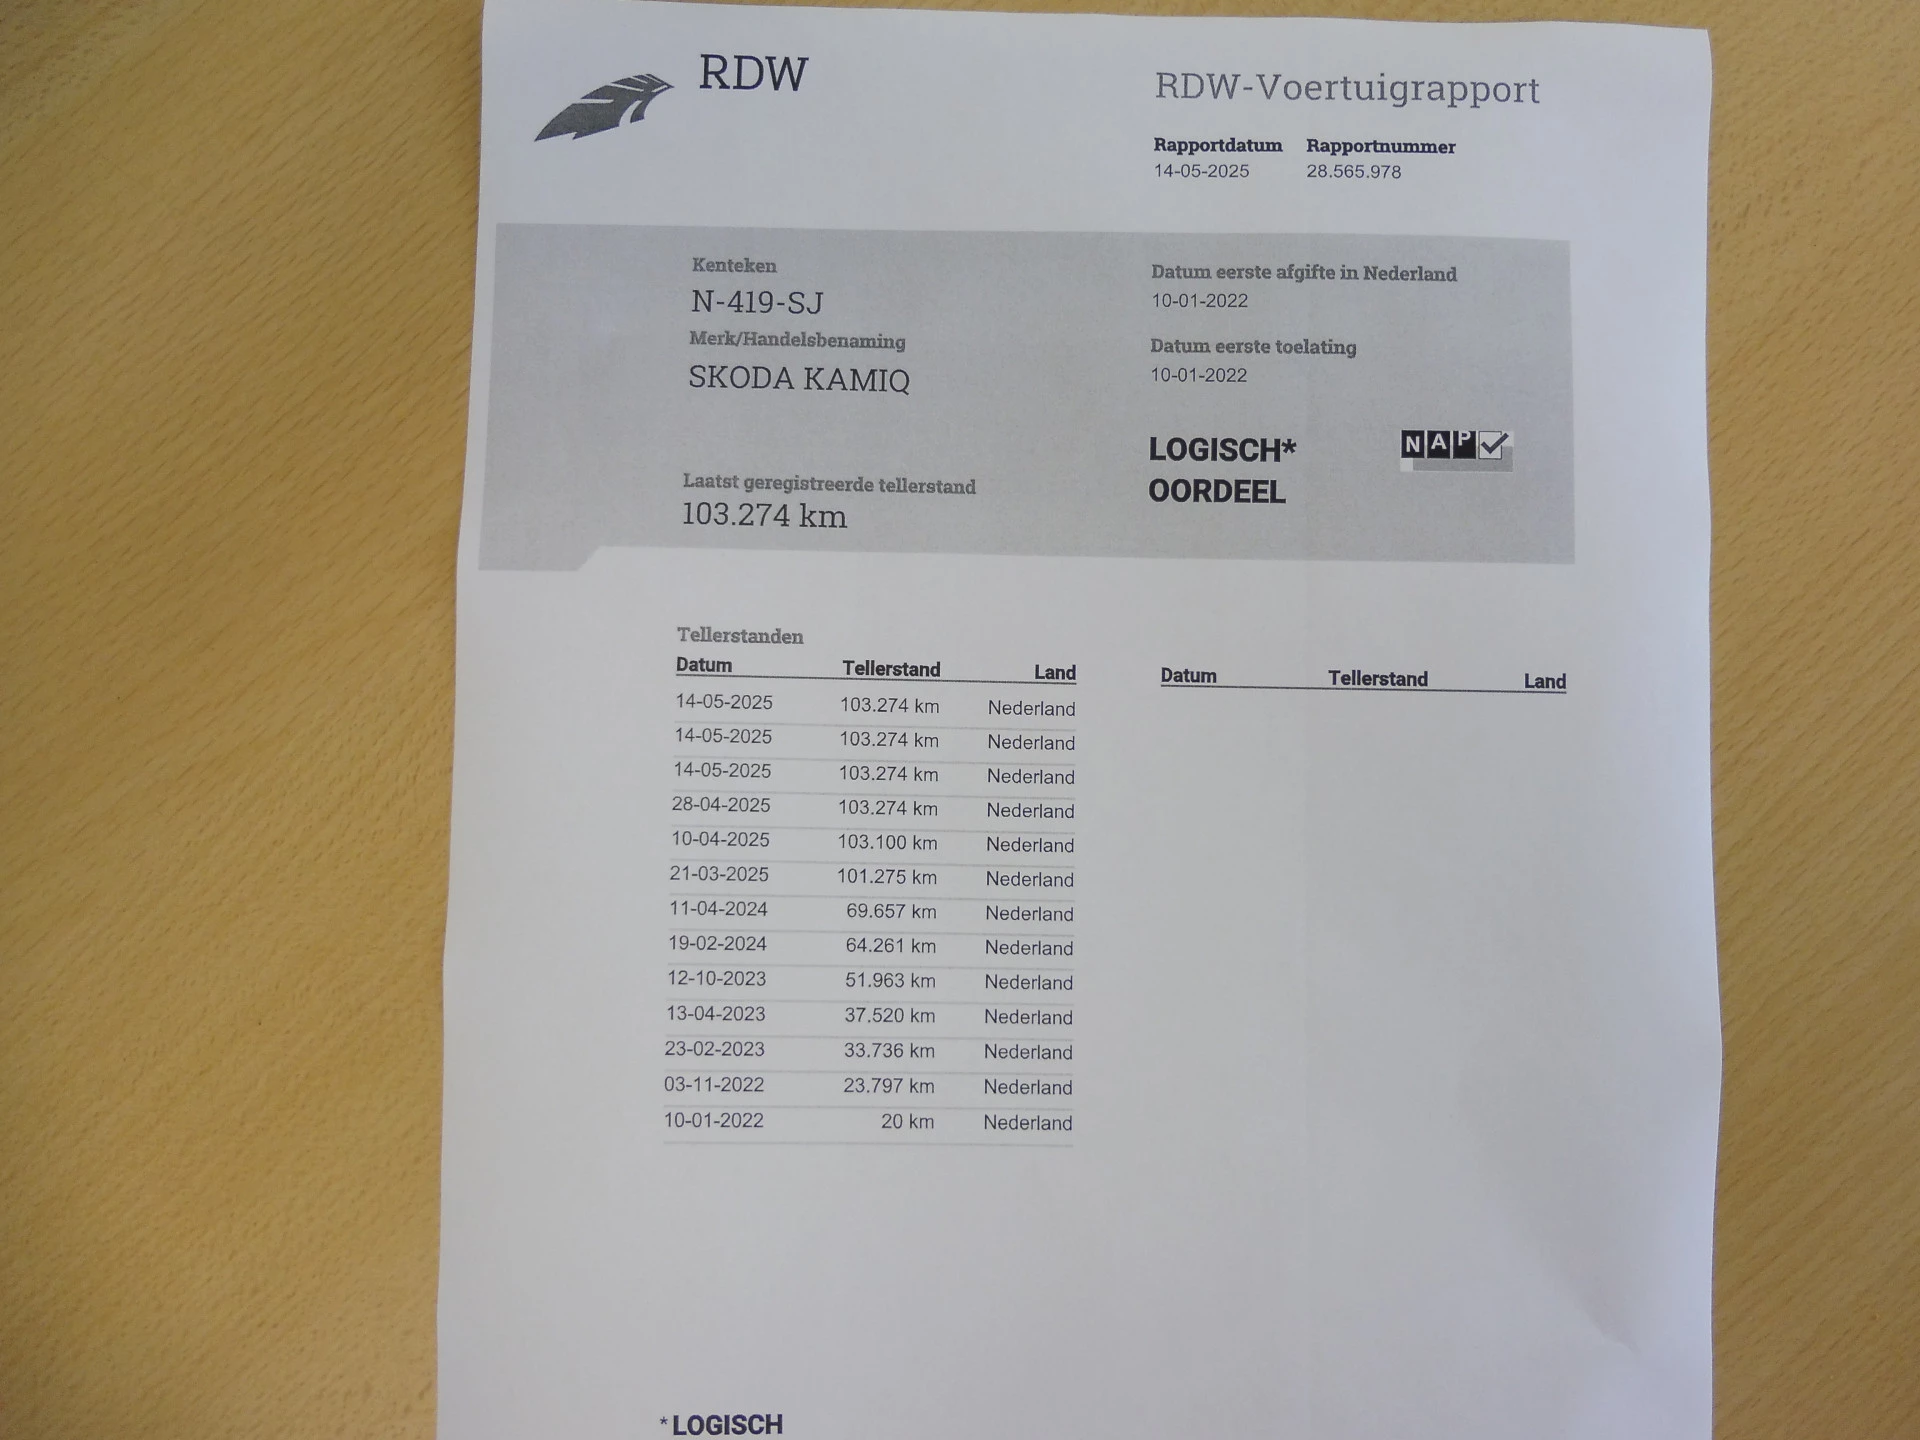 RDW
RDW-Voertuigrapport
Rapportdatum Rapportnummer
14-05-2025 28.565.978
Kenteken
N-419-SJ
Merk/Handelsbenaming
SKODA KAMIQ
Laatst geregistreerde tellerstand
103.274 km
Datum eerste afgifte in Nederland
10-01-2022
Datum eerste toelating
10-01-2022
LOGISCH*
OORDEEL
NAP
Tellerstanden
Datum Tellerstand Land
14-05-2025 103.274 km Nederland
14-05-2025 103.274 km Nederland
14-05-2025 103.274 km Nederland
28-04-2025 103.274 km Nederland
10-04-2025 103.100 km Nederland
21-03-2025 101.275 km Nederland
11-04-2024 69.657 km Nederland
19-02-2024 64.261 km Nederland
12-10-2023 51.963 km Nederland
13-04-2023 37.520 km Nederland
23-02-2023 33.736 km Nederland
03-11-2022 23.797 km Nederland
10-01-2022 20 km Nederland
Datum Tellerstand Land
*LOGISCH